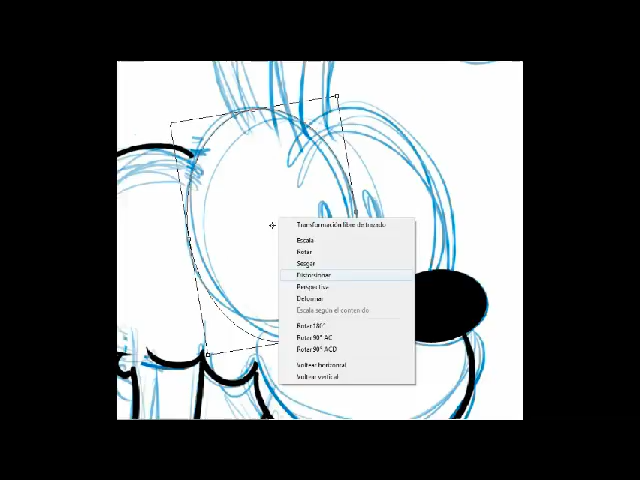 Transformación libre de trazado
Escala
Rotar
Sesgar
Distorsionar
Perspectiva
Deformar
Escala según el contenido
Rotar 180°
Rotar 90° AC
Rotar 90° ACD
Voltear horizontal
Voltear vertical